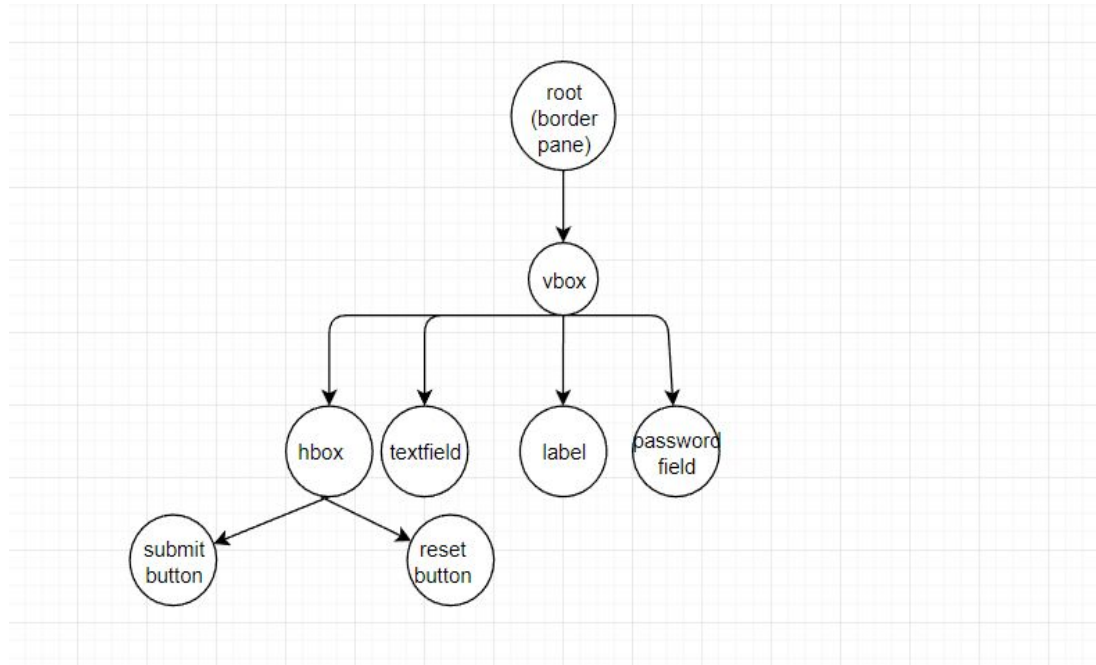 root
(border
pane)
vbox
hbox
textfield
label
password
field
submit
button
reset
button